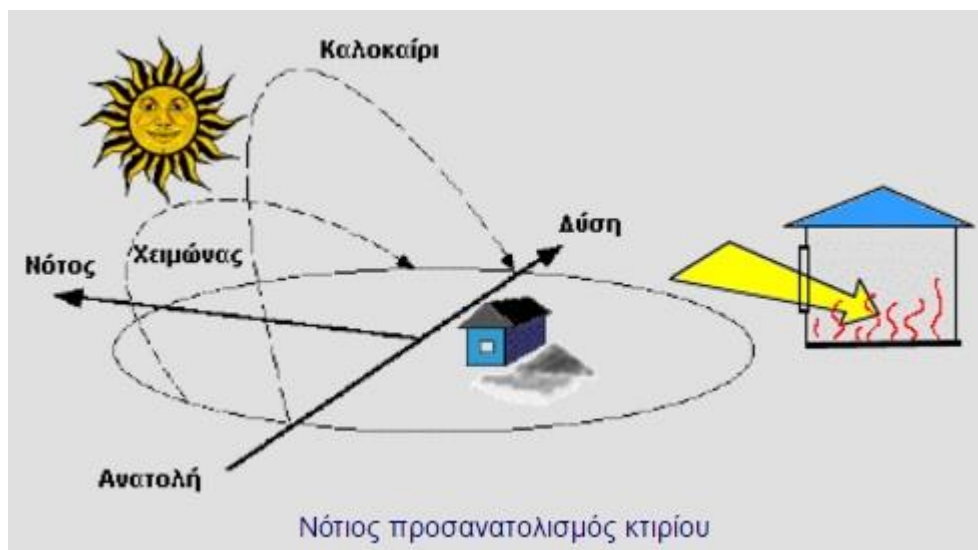 Καλοκαίρι
Δύση
Χειμώνας
Νότος
Ανατολή
Νότιος προσανατολισμός κτιρίου